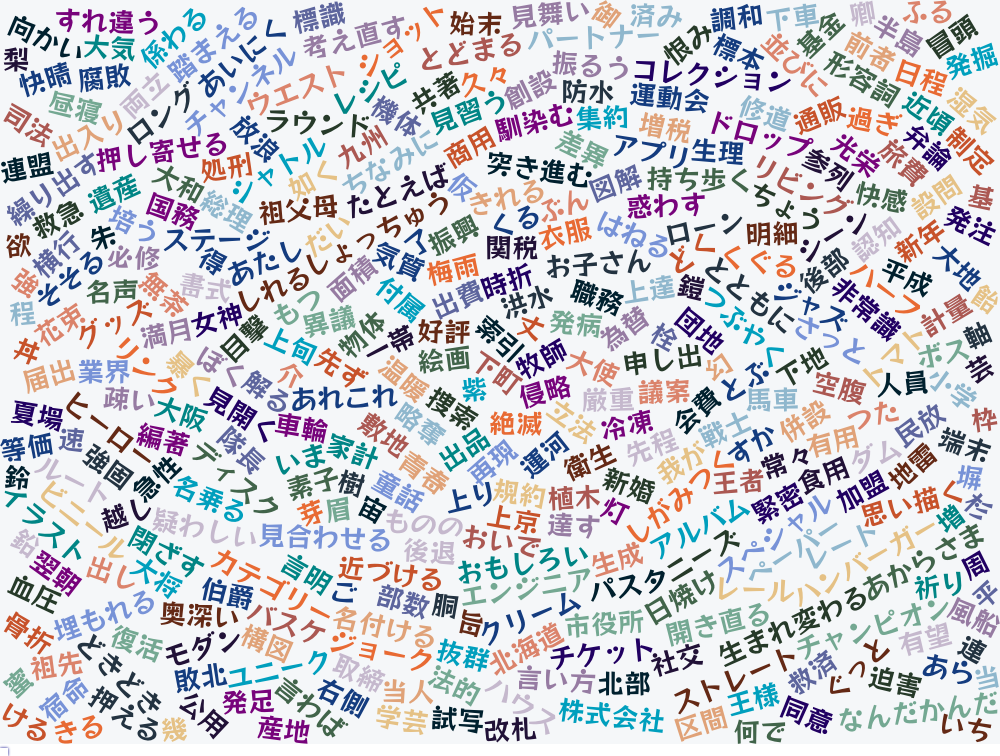 すれ違う
向かい
大気
係わる
踏まえる
あいにく
標識
考え直す
ショット
始末
見舞い
御
済み
調和
下車
基金
卿
ふる
半島
冒頭
梨
快晴
腐敗
両立
ロング
チャンネル
ウエスト
レシピ
とどまる
パートナー
恨み
標本
並びに
前者
日程
発掘
昼寝
共著
久々
創設
振るう
コレクション
防水
運動会
形容詞
近頃
湿気
司法
出入り
放浪
ラウンド
機体
見習う
馴染む
集約
増税
修道
通販
過ぎ
ドロップ
弁論
制定
連盟
繰り出す
押し寄せる
処刑
シャトル
九州
ちなみに
商用
差異
アプリ
生理
参列
光栄
旅費
遺産
大和
如く
突き進む
図解
持ち歩く
リビング
快感
設問
基
救急
国務
総理
祖父母
たとえば
仮
きれる
ぶん
惑わす
ちょう
ローン
発注
欲
横行
朱
培う
ステージ
だい
しょっちゅう
振興
くる
衣服
はねる
明細
認知
新年
大地
そそる
必修
得
あたし
気質
了
関税
お子さん
どく
くぐる
後部
ハーフ
平成
強
名声
無茶
書式
しれる
面積
梅雨
時折
職務
上達
鎧
とともに
ジャズ
非常識
飴
程
花束
グッズ
満月
女神
もつ
異議
付属
出費
洪水
発病
為替
団地
つぶやく
さっと
計量
軸
丼
リンク
暴く
ぼく
目撃
上旬
物体
一帯
好評
索引
丈
栓
トマト
ボス
芸
届出
業界
解る
介
先ず
温暖
絵画
下町
牧師
大使
申し出
幻
とぶ
下地
空腹
人員
入学
疎い
大阪
見開く
あれこれ
略奪
捜索
紫
侵略
厳重
議案
会費
馬車
枠
夏場
ヒーロー
編著
車輪
敷地
絶滅
立法
冷凍
戦士
併設
つた
民放
端末
等価
速
強固
性
隊長
いま
家計
青春
出品
再現
運河
先程
我が
すか
常々
有用
ダム
塀
鈴
ルート
急
ディスク
素子
樹
童話
衛生
新婚
しがみつく
王者
緊密
食用
加盟
地雷
イラスト
ビニール
越し
名乗る
芽
眉
宙
上り
規約
植木
灯
アルバム
スペシャル
思い描く
だ
疑わしい
見合わせる
ものの
上京
達す
増
鉛
閉ざす
後退
おいで
生成
ニーズ
プレート
翌朝
出し
大将
カテゴリー
言明
ご
近づける
おもしろい
エンジニア
パスタ
日焼け
レール
ハンバーガー
あからさま
周
血圧
埋もれる
伯爵
部数
胴
旨
クリーム
市役所
開き直る
生まれ変わる
祈り
平
骨折
奥深い
バスケ
名付ける
チャンピオン
風船
祖先
どきどき
復活
モダン
構図
ジョーク
抜群
北海道
チケット
社交
有望
連
宿命
押える
敗北
ユニーク
取締
当人
法的
ハウス
言い方
北部
ストレート
救済
ぐっと
迫害
あら
当
ける
きる
幾
公用
発足
言わば
右側
産地
学芸
試写
改札
株式会社
区間
王様
同意
何で
なんだかんだ
いち